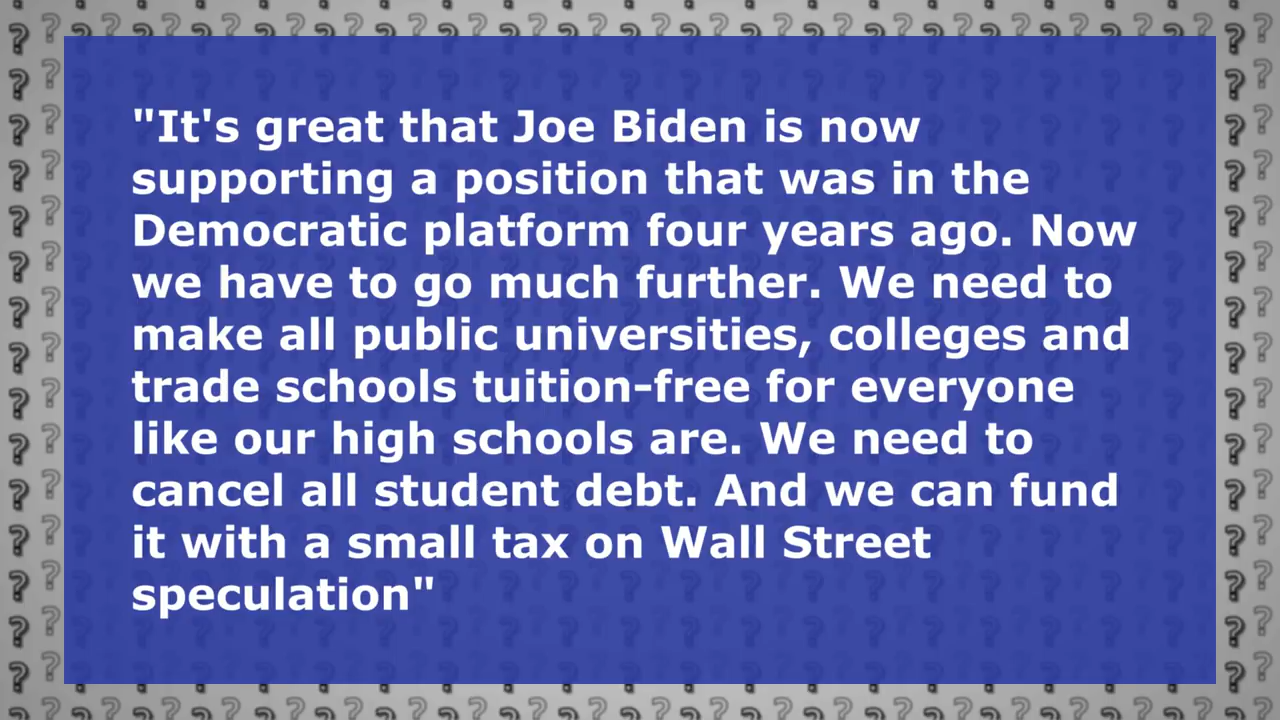 "It's great that Joe Biden is now
supporting a position that was in the
Democratic platform four years ago. Now
we have to go much further. We need to
make all public universities, colleges and
trade schools tuition-free for everyone
like our high schools are. We need to
cancel all student debt. And we can fund
it with a small tax on Wall Street
speculation"